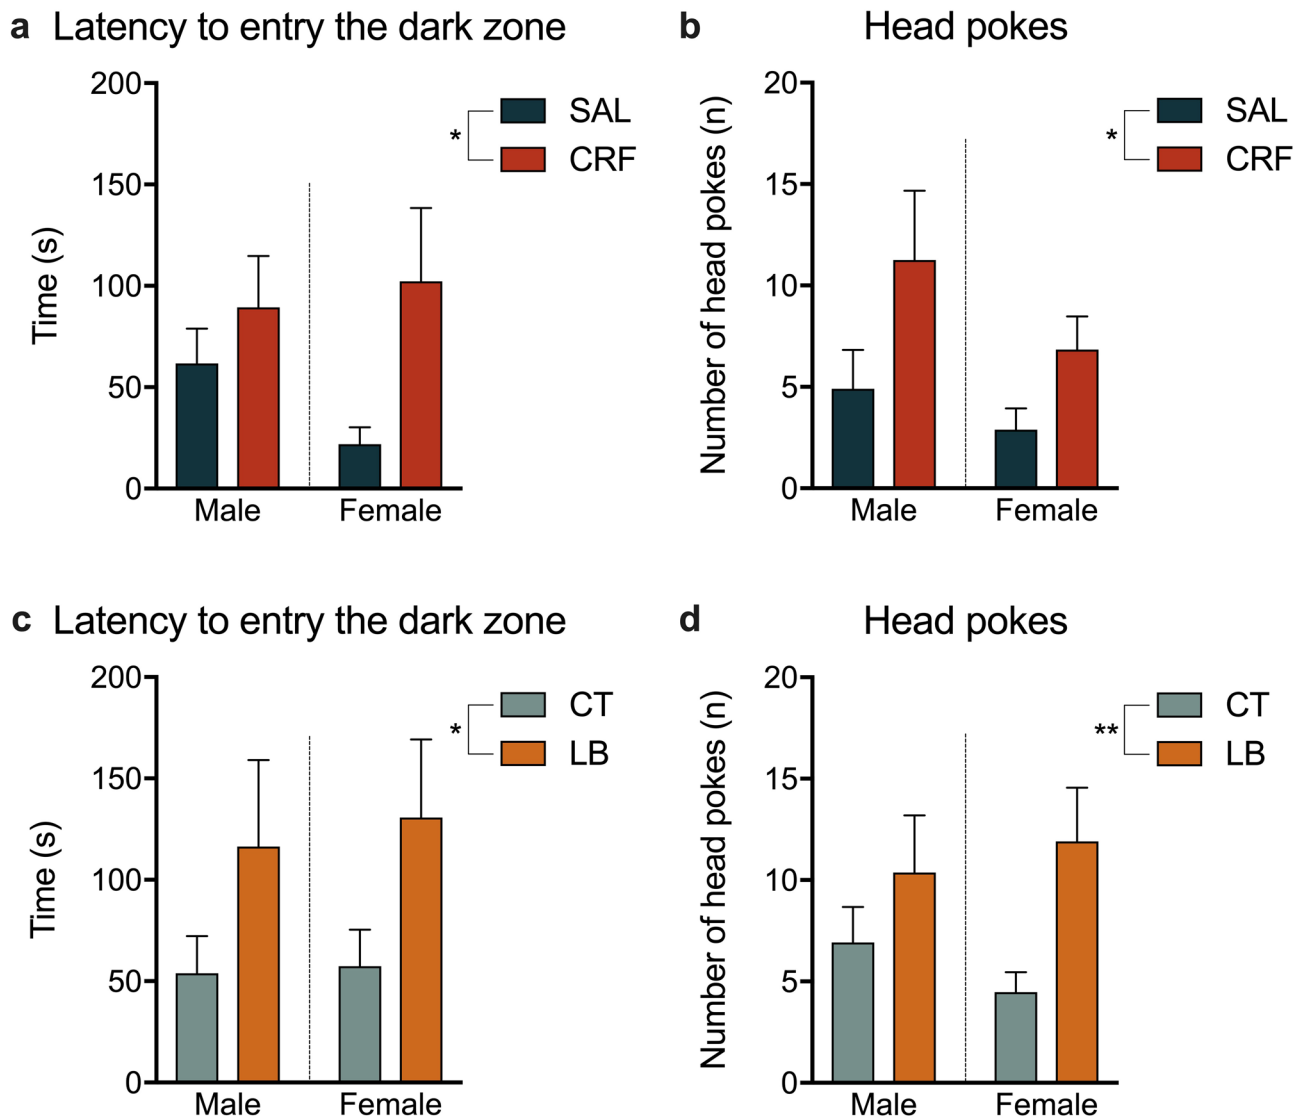 a Latency to entry the dark zone
200
150
100
50
0
Time (s)
* SAL
CRF
Male Female
b Head pokes
20
15
10
5
0
Number of head pokes (n)
* SAL
CRF
Male Female
c Latency to entry the dark zone
200
150
100
50
0
Time (s)
* CT
LB
Male Female
d Head pokes
20
15
10
5
0
Number of head pokes (n)
** CT
LB
Male Female